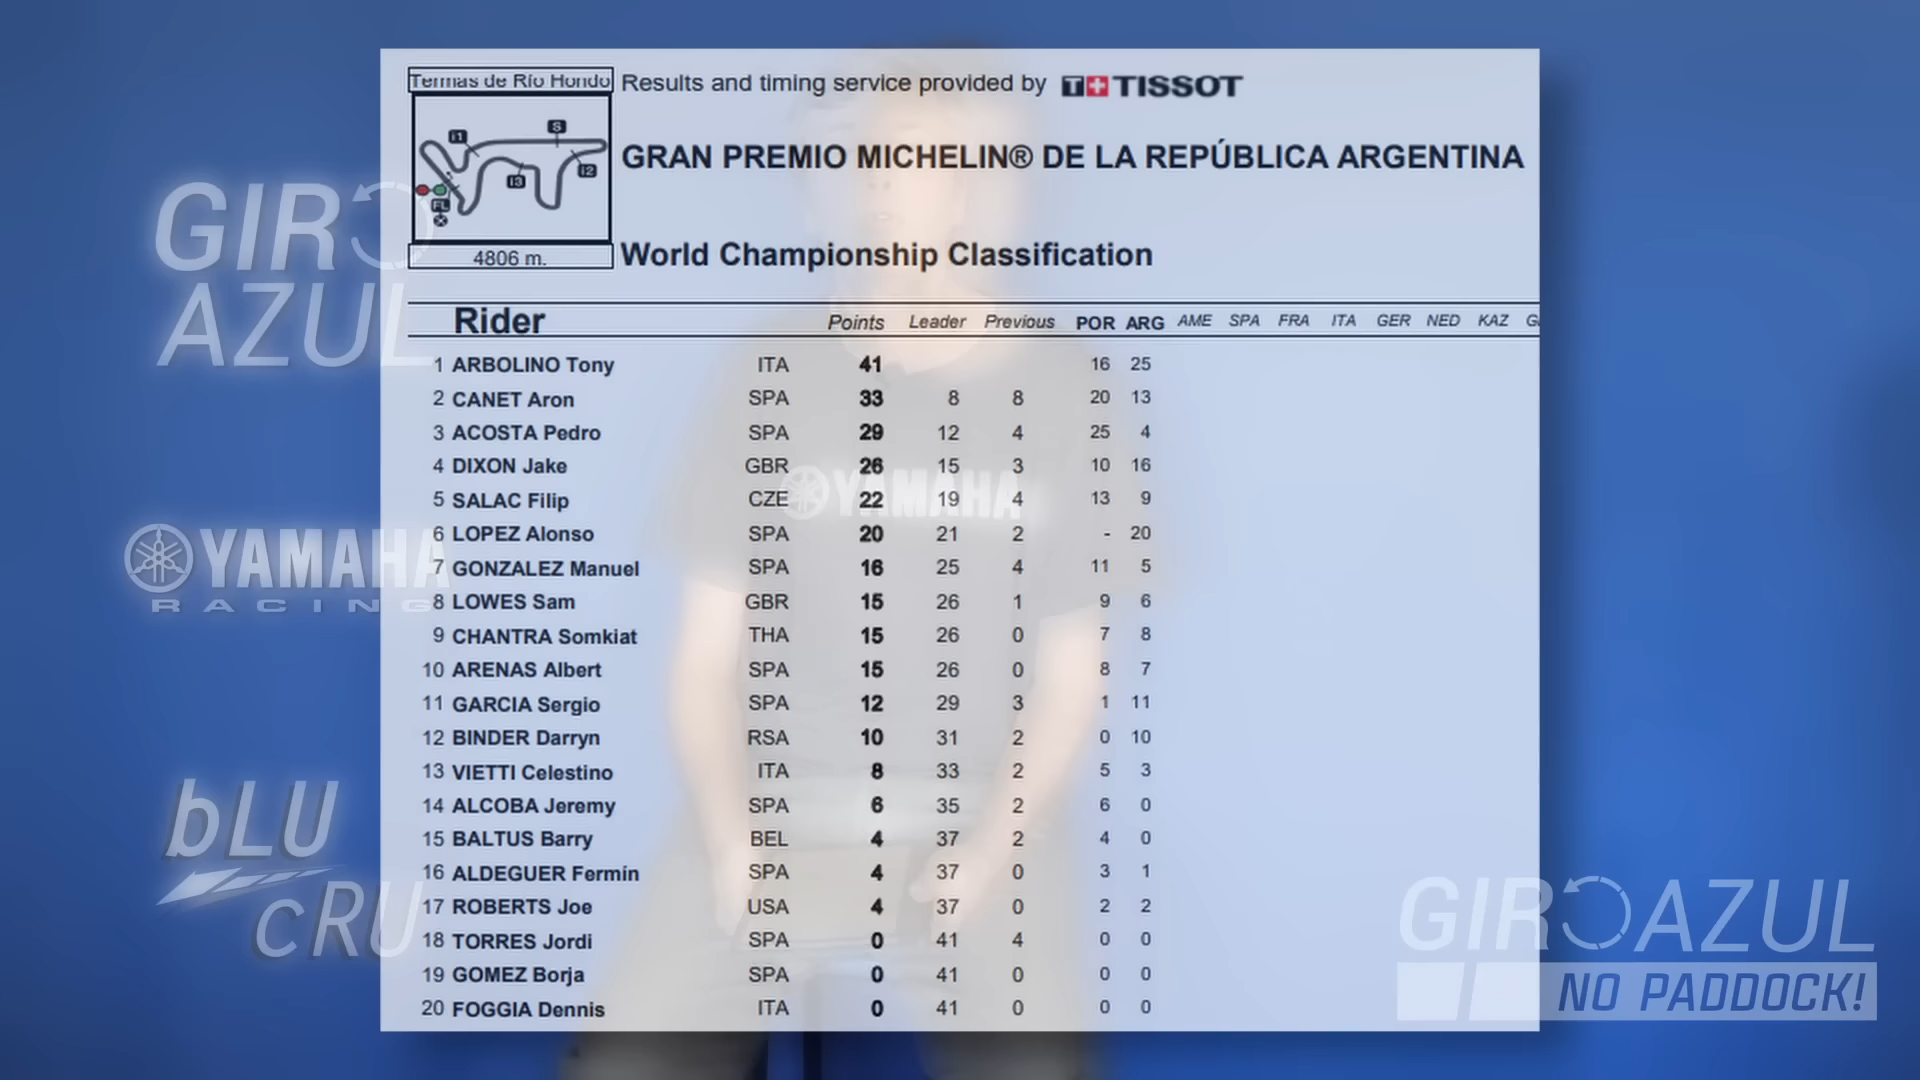 Termas de Río Hondo
Results and timing service provided by T+ TISSOT
GRAN PREMIO MICHELIN® DE LA REPÚBLICA ARGENTINA
S
I1
I2
I3
FL
4806 m.
World Championship Classification
Rider Points Leader Previous POR ARG AME SPA FRA ITA GER NED KAZ
1 ARBOLINO Tony ITA 41 16 25
2 CANET Aron SPA 33 8 8 20 13
3 ACOSTA Pedro SPA 29 12 4 25 4
4 DIXON Jake GBR 26 15 3 10 16
5 SALAC Filip CZE 22 19 4 13 9
6 LOPEZ Alonso SPA 20 21 2 - 20
7 GONZALEZ Manuel SPA 16 25 4 11 5
8 LOWES Sam GBR 15 26 1 9 6
9 CHANTRA Somkiat THA 15 26 0 7 8
10 ARENAS Albert SPA 15 26 0 8 7
11 GARCIA Sergio SPA 12 29 3 1 11
12 BINDER Darryn RSA 10 31 2 0 10
13 VIETTI Celestino ITA 8 33 2 5 3
14 ALCOBA Jeremy SPA 6 35 2 6 0
15 BALTUS Barry BEL 4 37 2 4 0
16 ALDEGUER Fermín SPA 4 37 0 3 1
17 ROBERTS Joe USA 4 37 0 2 2
18 TORRES Jordi SPA 0 41 4 0 0
19 GOMEZ Borja SPA 0 41 0 0 0
20 FOGGIA Dennis ITA 0 41 0 0 0
GIRO
AZUL
YAMAHA
RACING
bLU
cRU
YAMAHA
GIROAZUL
NO PADDOCK!